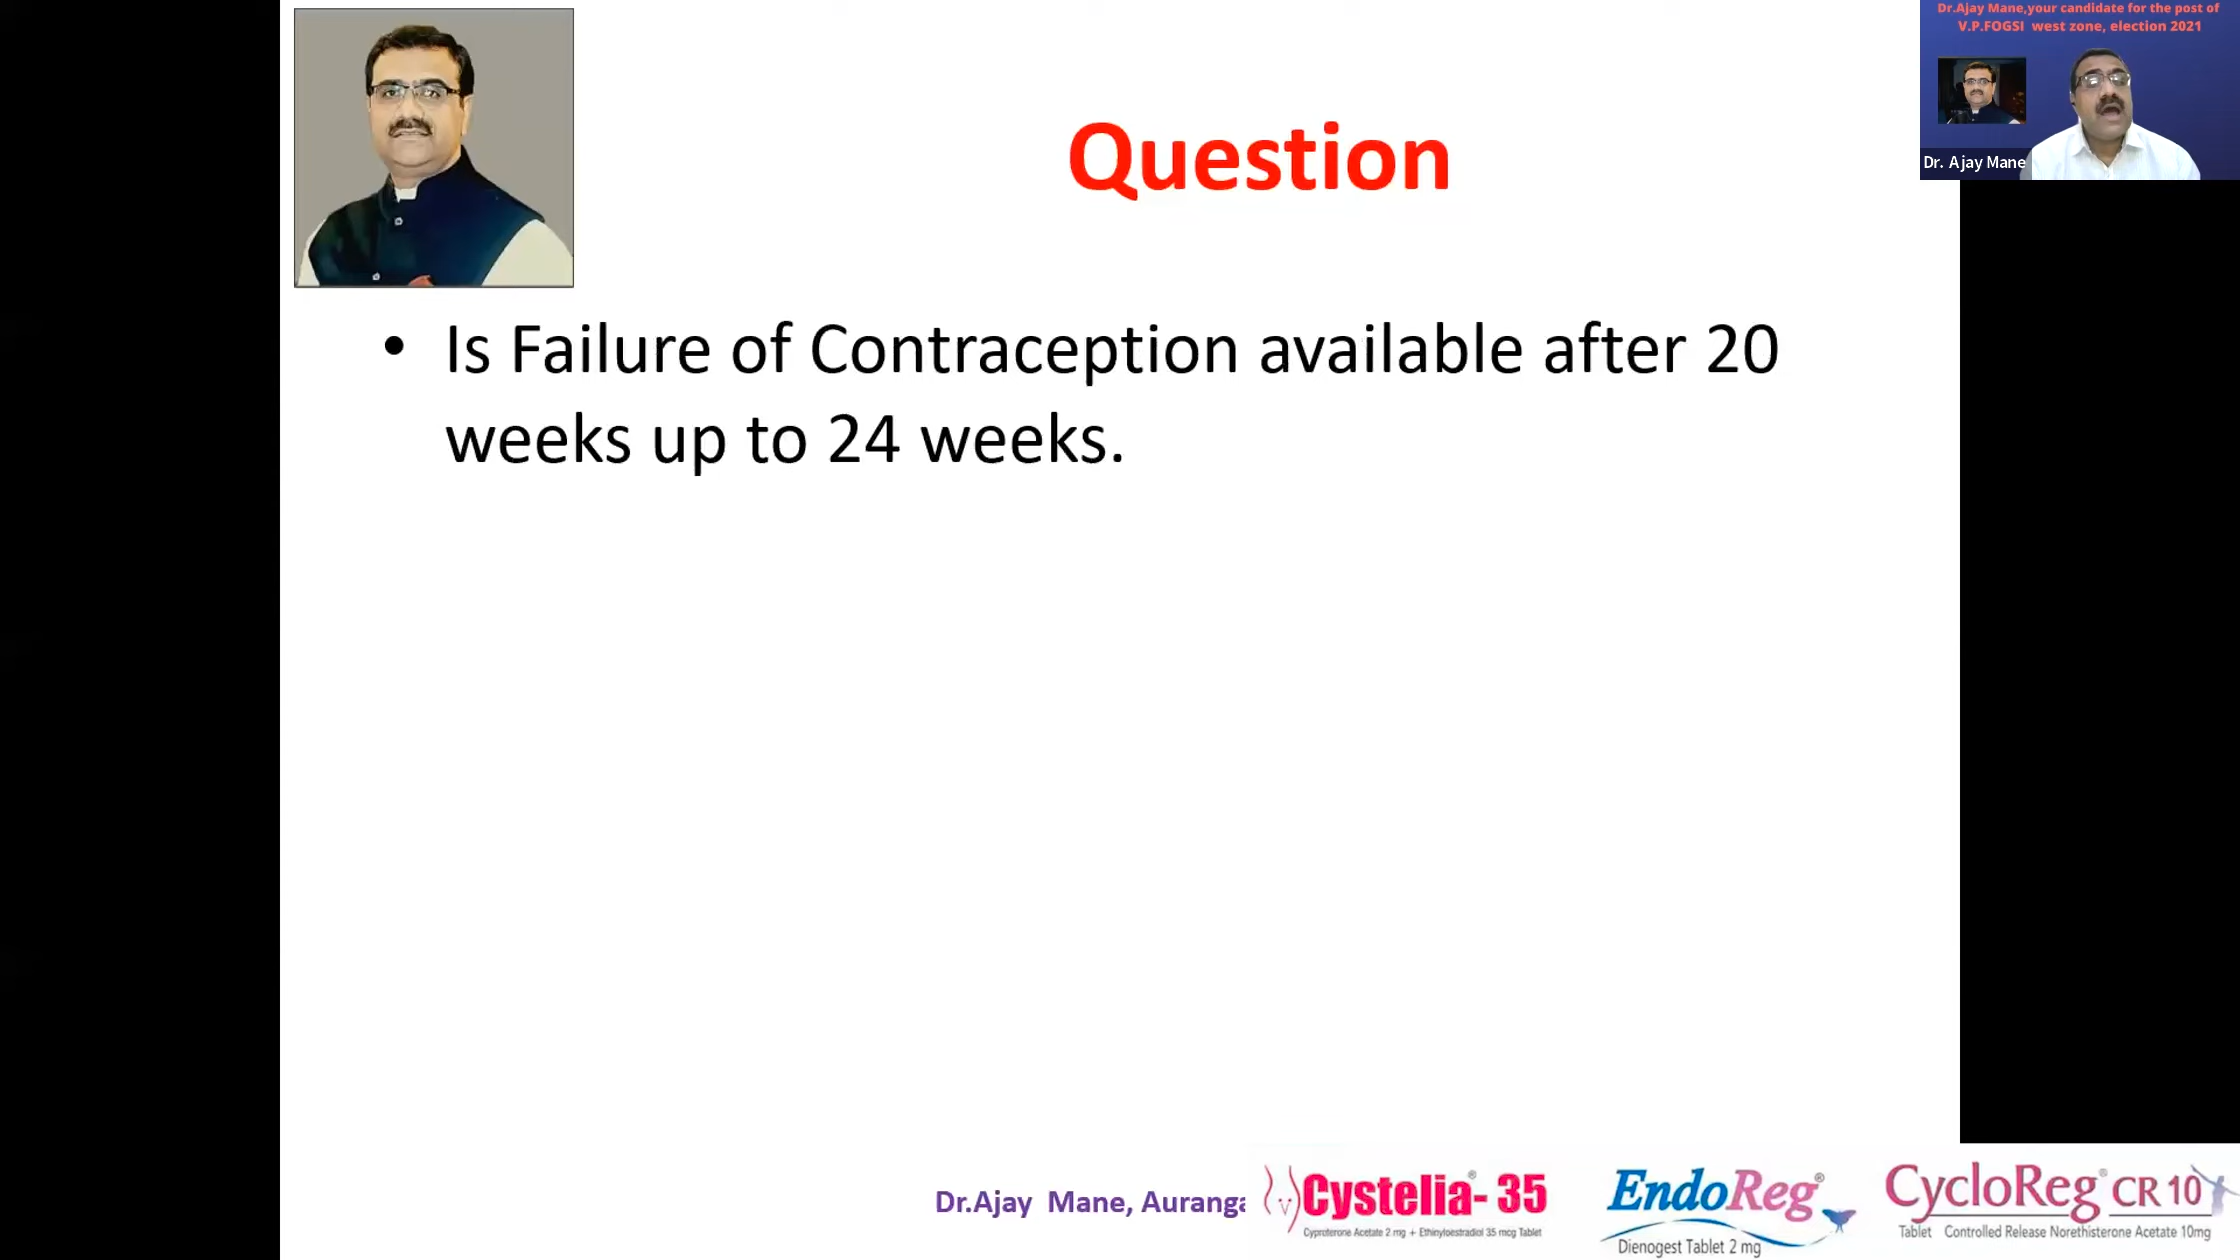 Dr.Ajay Mane,your candidate for the post of
V.P.FOGSI west zone, election 2021
Dr. Ajay Mane
Question
• Is Failure of Contraception available after 20
weeks up to 24 weeks.
Dr.Ajay Mane, Auranga
Cystelia®- 35
Cyproterone Acetate 2 mg + Ethinyloestradiol 35 mcg Tablet
EndoReg®
Dienogest Tablet 2 mg
CycloReg® CR 10
Tablet Controlled Release Norethisterone Acetate 10mg